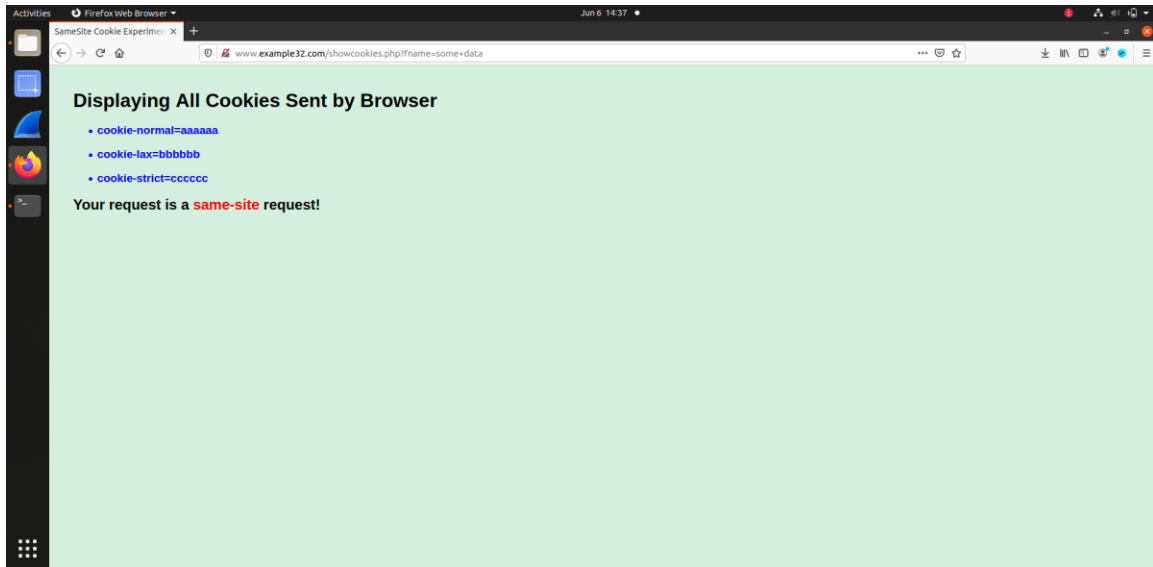 Activities Firefox Web Browser Jun 6 14:37
SameSite Cookie Experimen
www.example32.com/showcookies.php?fname=some+data
Displaying All Cookies Sent by Browser
• cookie-normal=aaaaaa
• cookie-lax=bbbbbb
• cookie-strict=cccccc
Your request is a same-site request!